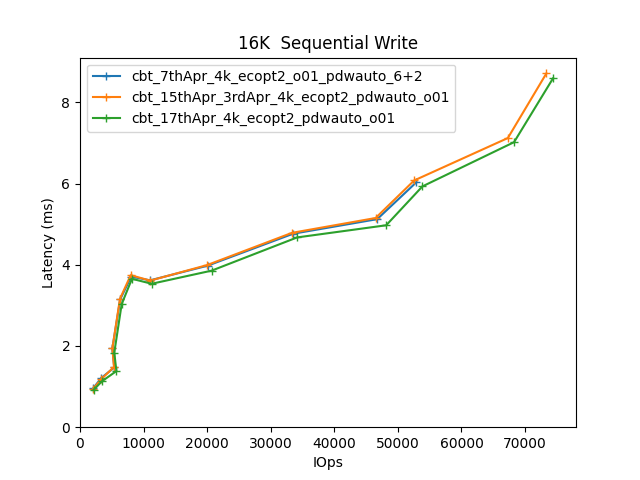 16K  Sequential Write
cbt_7thApr_4k_ecopt2_o01_pdwauto_6+2
cbt_15thApr_3rdApr_4k_ecopt2_pdwauto_o01
cbt_17thApr_4k_ecopt2_pdwauto_o01
Latency (ms)
8
6
4
2
0
0 10000 20000 30000 40000 50000 60000 70000
IOps